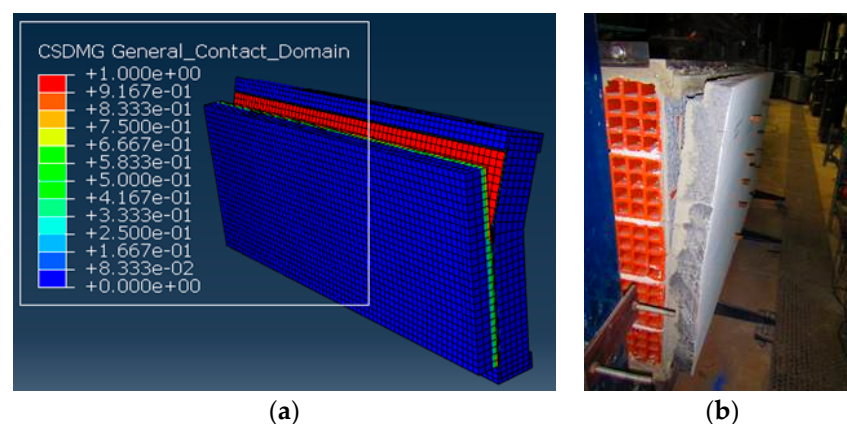 CSDMG General_Contact_Domain
+1.000e+00
+9.167e-01
+8.333e-01
+7.500e-01
+6.667e-01
+5.833e-01
+5.000e-01
+4.167e-01
+3.333e-01
+2.500e-01
+1.667e-01
+8.333e-02
+0.000e+00
(a)
(b)